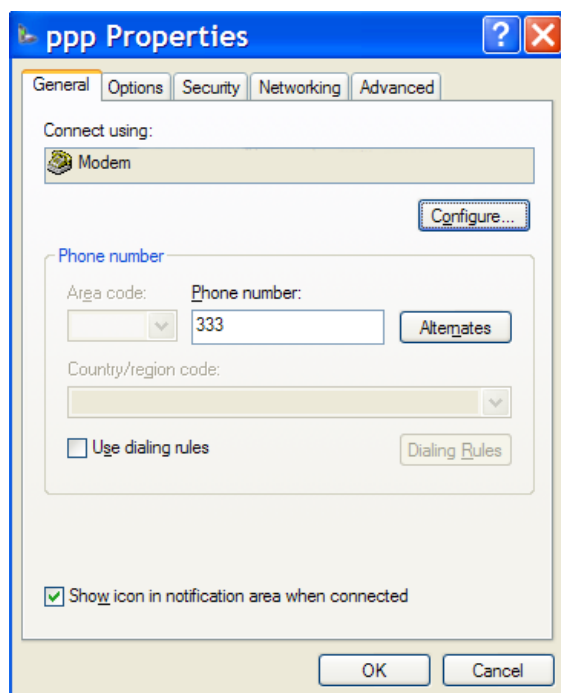 ppp Properties
General Options Security Networking Advanced
Connect using:
Modem
Configure...
Phone number
Area code: Phone number:
333 Alternates
Country/region code:
Use dialing rules Dialing Rules
Show icon in notification area when connected
OK Cancel